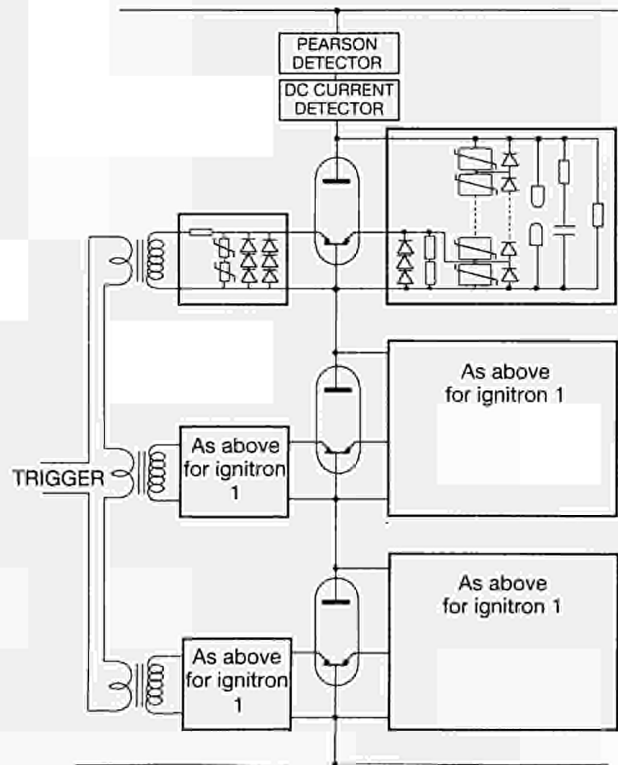 PEARSON
DETECTOR
DC CURRENT
DETECTOR
As above
for ignitron 1
As above
for ignitron
1
TRIGGER
As above
for ignitron 1
As above
for ignitron
1